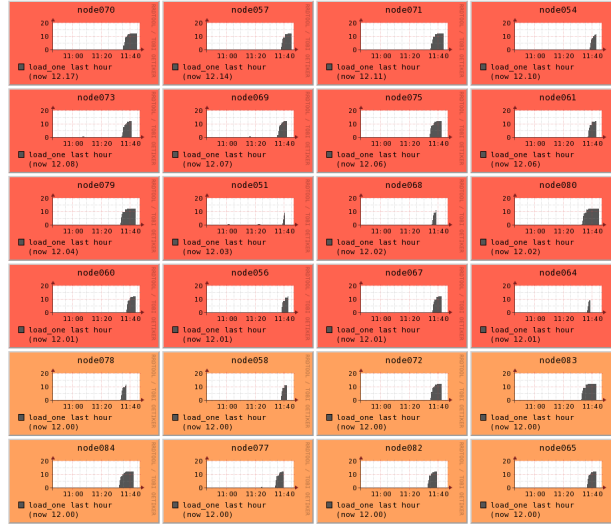 node070
20
10
0
11:00 11:20 11:40
load_one last hour
(now 12.17)
node057
20
10
0
11:00 11:20 11:40
load_one last hour
(now 12.14)
node071
20
10
0
11:00 11:20 11:40
load_one last hour
(now 12.11)
node054
20
10
0
11:00 11:20 11:40
load_one last hour
(now 12.10)
node073
20
10
0
11:00 11:20 11:40
load_one last hour
(now 12.08)
node069
20
10
0
11:00 11:20 11:40
load_one last hour
(now 12.07)
node075
20
10
0
11:00 11:20 11:40
load_one last hour
(now 12.06)
node061
20
10
0
11:00 11:20 11:40
load_one last hour
(now 12.06)
node079
20
10
0
11:00 11:20 11:40
load_one last hour
(now 12.04)
node051
20
10
0
11:00 11:20 11:40
load_one last hour
(now 12.03)
node068
20
10
0
11:00 11:20 11:40
load_one last hour
(now 12.02)
node080
20
10
0
11:00 11:20 11:40
load_one last hour
(now 12.02)
node060
20
10
0
11:00 11:20 11:40
load_one last hour
(now 12.01)
node056
20
10
0
11:00 11:20 11:40
load_one last hour
(now 12.01)
node067
20
10
0
11:00 11:20 11:40
load_one last hour
(now 12.01)
node064
20
10
0
11:00 11:20 11:40
load_one last hour
(now 12.01)
node078
20
10
0
11:00 11:20 11:40
load_one last hour
(now 12.00)
node058
20
10
0
11:00 11:20 11:40
load_one last hour
(now 12.00)
node072
20
10
0
11:00 11:20 11:40
load_one last hour
(now 12.00)
node083
20
10
0
11:00 11:20 11:40
load_one last hour
(now 12.00)
node084
20
10
0
11:00 11:20 11:40
load_one last hour
(now 12.00)
node077
20
10
0
11:00 11:20 11:40
load_one last hour
(now 12.00)
node082
20
10
0
11:00 11:20 11:40
load_one last hour
(now 12.00)
node065
20
10
0
11:00 11:20 11:40
load_one last hour
(now 12.00)